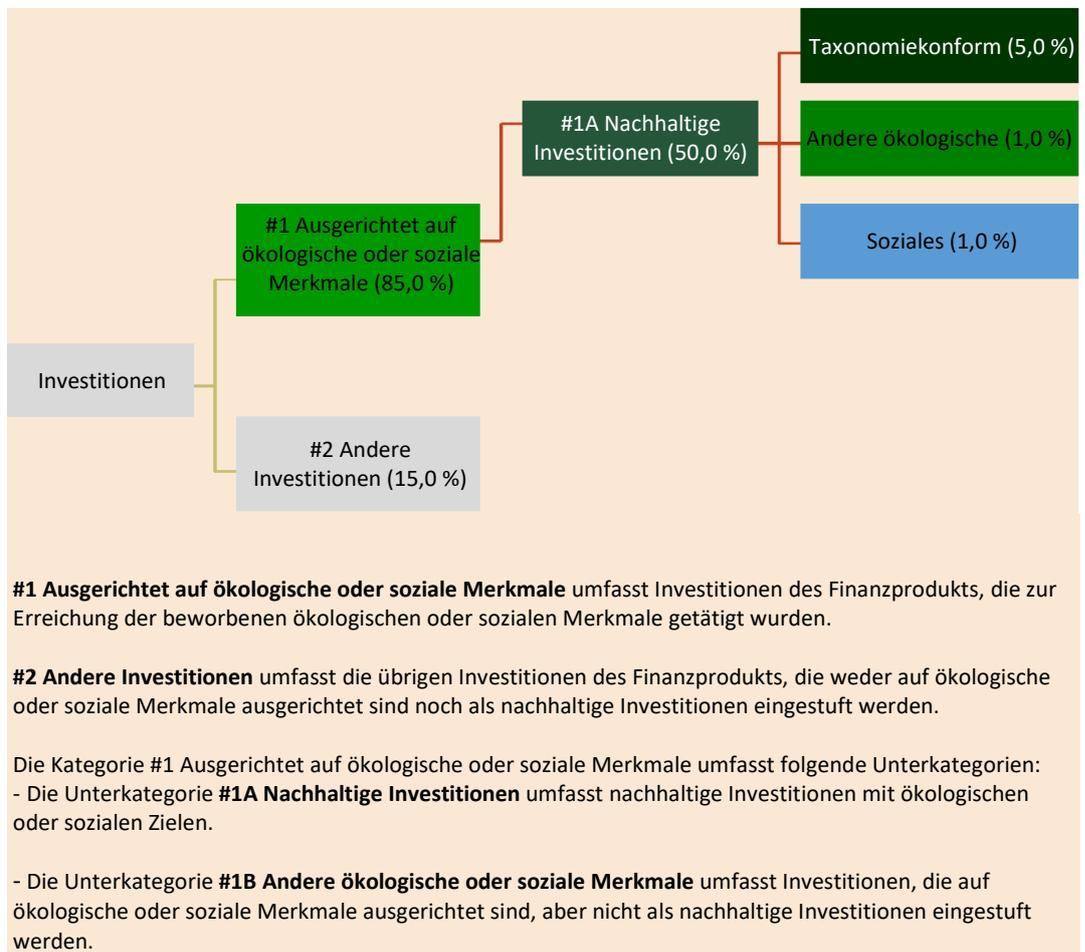 Taxonomiekonform (5,0 %)
#1A Nachhaltige
Investitionen (50,0 %)
Andere ökologische (1,0 %)
#1 Ausgerichtet auf
ökologische oder soziale
Merkmale (85,0 %)
Soziales (1,0 %)
Investitionen
#2 Andere
Investitionen (15,0 %)
#1 Ausgerichtet auf ökologische oder soziale Merkmale umfasst Investitionen des Finanzprodukts, die zur
Erreichung der beworbenen ökologischen oder sozialen Merkmale getätigt wurden.
#2 Andere Investitionen umfasst die übrigen Investitionen des Finanzprodukts, die weder auf ökologische
oder soziale Merkmale ausgerichtet sind noch als nachhaltige Investitionen eingestuft werden.
Die Kategorie #1 Ausgerichtet auf ökologische oder soziale Merkmale umfasst folgende Unterkategorien:
- Die Unterkategorie #1A Nachhaltige Investitionen umfasst nachhaltige Investitionen mit ökologischen
oder sozialen Zielen.
- Die Unterkategorie #1B Andere ökologische oder soziale Merkmale umfasst Investitionen, die auf
ökologische oder soziale Merkmale ausgerichtet sind, aber nicht als nachhaltige Investitionen eingestuft
werden.